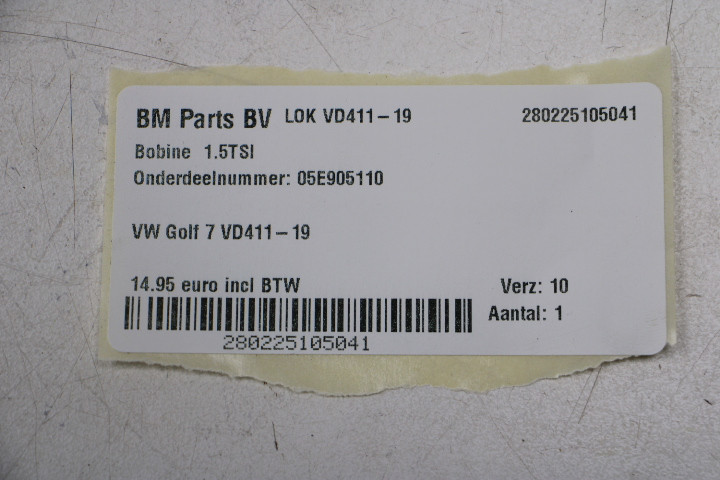 BM Parts BV LOK VD411-19 280225105041
Bobine 1.5TSI
Onderdeelnummer: 05E905110
VW Golf 7 VD411-19
14.95 euro incl BTW Verz: 10
Aantal: 1
280225105041